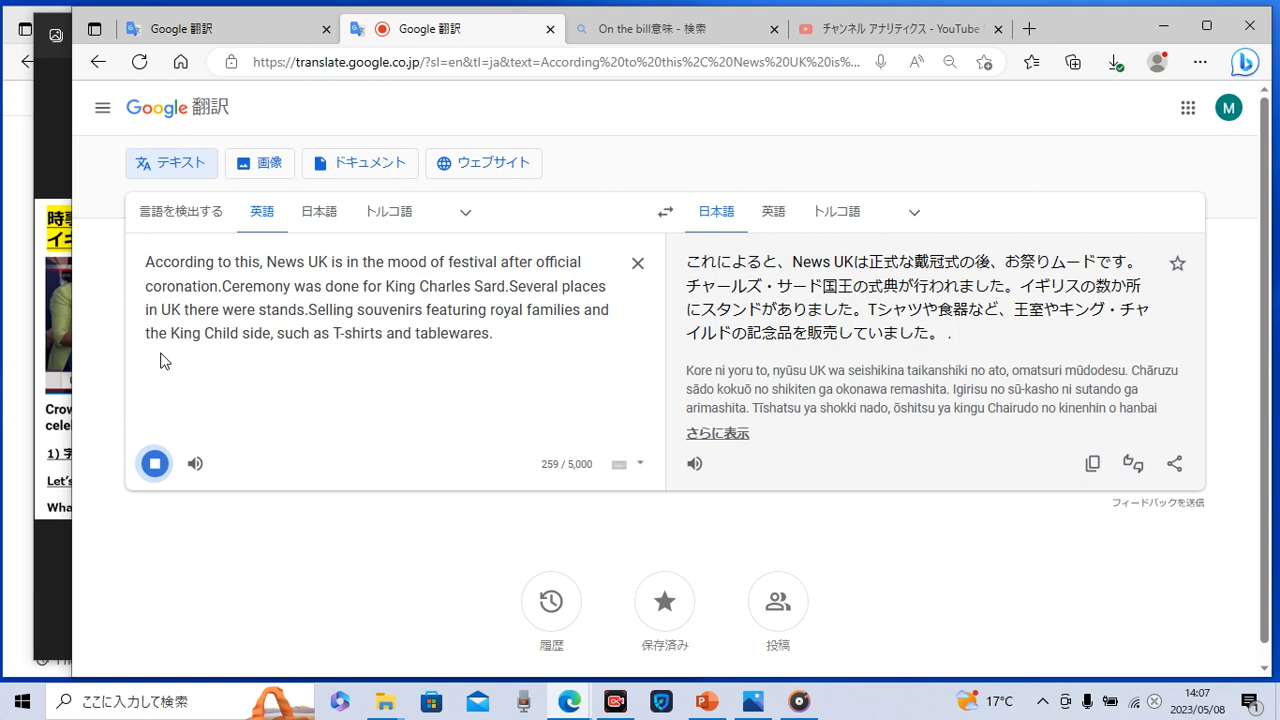 Google 翻訳
Google 翻訳
On the bill意味 - 検索
チャンネル アナリティクス - YouTube
https://translate.google.co.jp/?sl=en&tl=ja&text=According%20to%20this%2C%20News%20UK%20is%...
Google 翻訳
M
テキスト
画像
ドキュメント
ウェブサイト
言語を検出する
英語
日本語
トルコ語
日本語
英語
トルコ語
According to this, News UK is in the mood of festival after official
coronation.Ceremony was done for King Charles Sard.Several places
in UK there were stands.Selling souvenirs featuring royal families and
the King Child side, such as T-shirts and tablewares.
259 / 5,000
これによると、News UKは正式な戴冠式の後、お祭りムードです。
チャールズ・サード国王の式典が行われました。イギリスの数か所
にスタンドがありました。Tシャツや食器など、王室やキング・チャ
イルドの記念品を販売していました。 .
Kore ni yoru to, nyūsu UK wa seishikina taikanshiki no ato, omatsuri mūdodesu. Chāruzu
sādo kokuō no shikiten ga okonawa remashita. Igirisu no sū-kasho ni sutando ga
arimashita. Tīshatsu ya shokki nado, ōshitsu ya kingu Chairudo no kinenhin o hanbai
さらに表示
フィードバックを送信
履歴
保存済み
投稿
時事
イギ
Crow
celel
1) 字
Let's
Wha
ここに入力して検索
17°C
14:07
2023/05/08
1